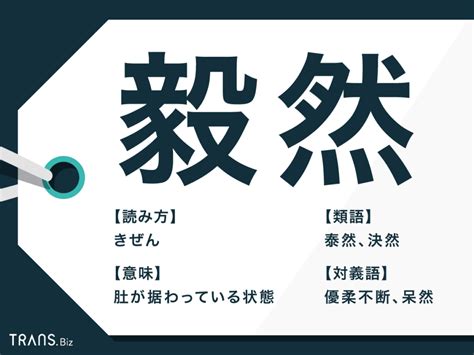 毅然
【読み方】
きぜん
【類語】
泰然、決然
【意味】
肚が据わっている状態
【対義語】
優柔不断、呆然
TRANS.Biz